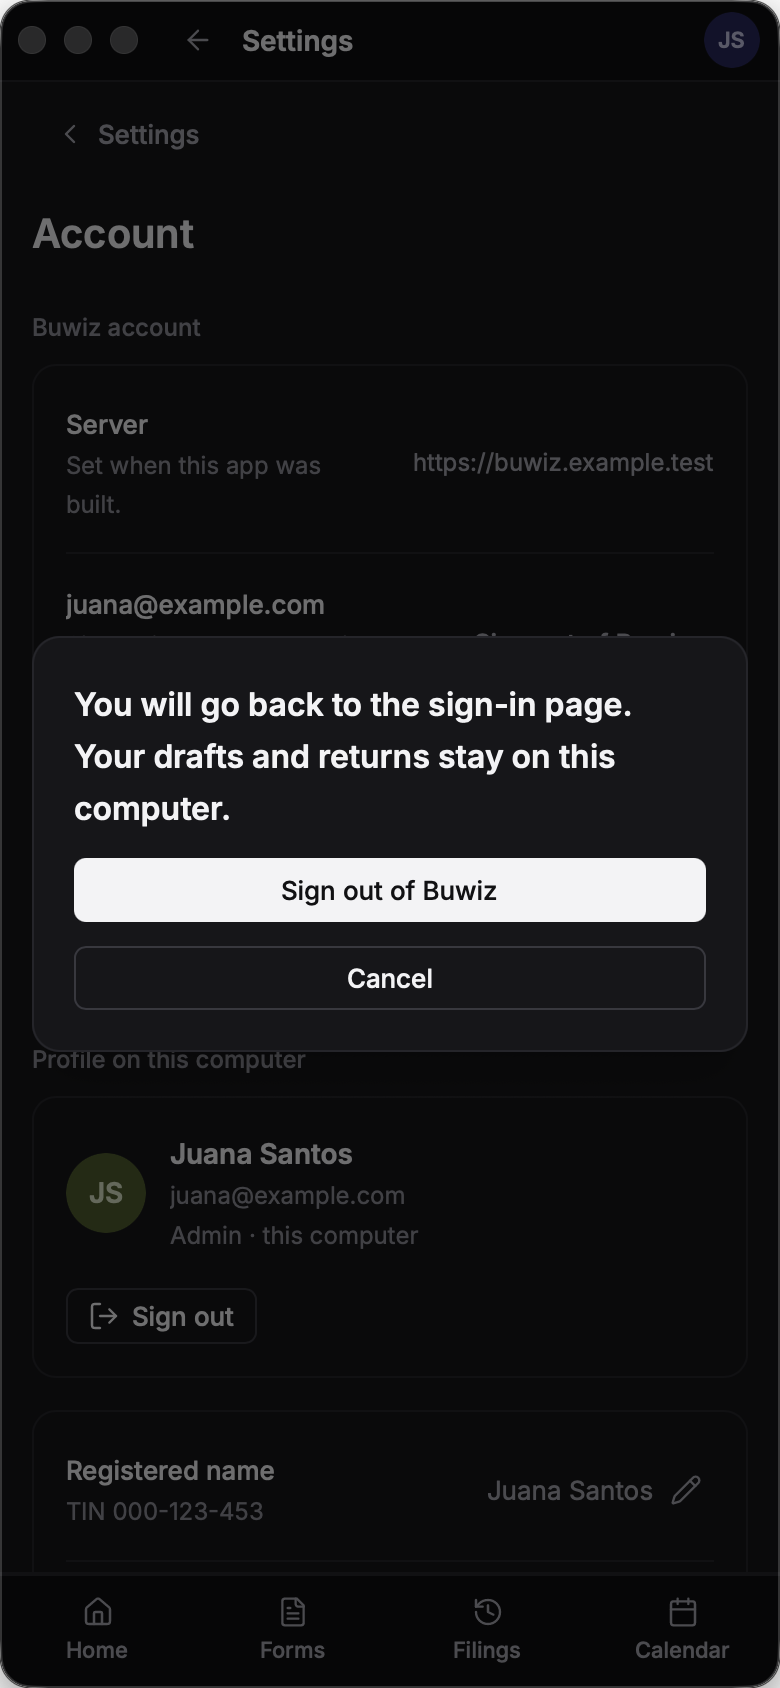 Settings
JS
Settings
Account
Buwiz account
Server
Set when this app was
built.
https://buwiz.example.test
juana@example.com
You will go back to the sign-in page.
Your drafts and returns stay on this
computer.
Sign out of Buwiz
Cancel
Profile on this computer
JS
Juana Santos
juana@example.com
Admin · this computer
Sign out
Registered name
TIN 000-123-453
Juana Santos
Home
Forms
Filings
Calendar